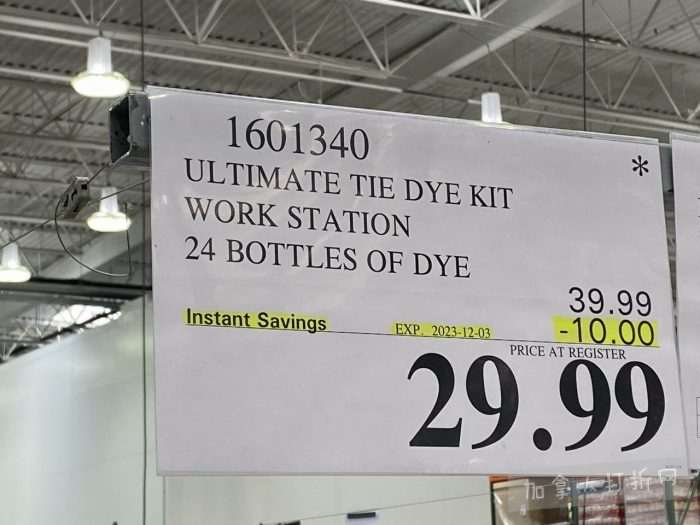 1601340
*
ULTIMATE TIE DYE KIT
WORK STATION
24 BOTTLES OF DYE
39.99
Instant Savings EXP. 2023-12-03 -10.00
PRICE AT REGISTER
29.99
加拿大打折网